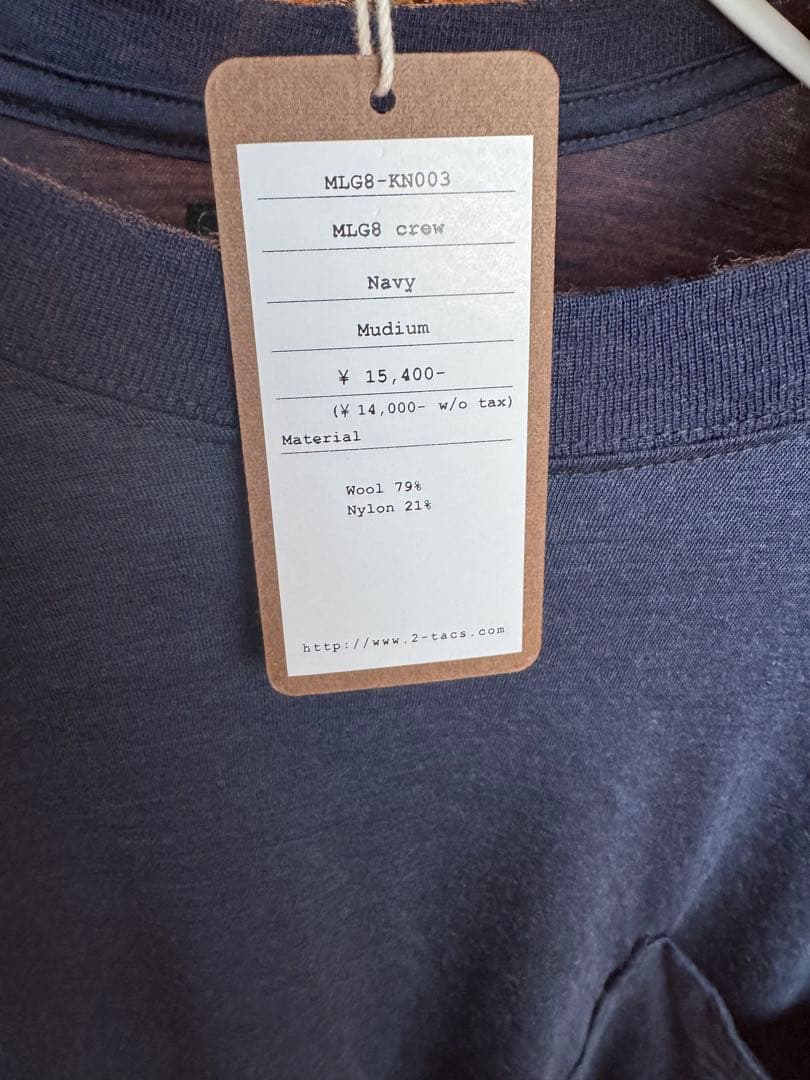 MLG8-KN003
MLG8 crew
Navy
Mudium
¥ 15,400-
(¥ 14,000- w/o tax)
Material
Wool 79%
Nylon 21%
http://www.2-tacs.com